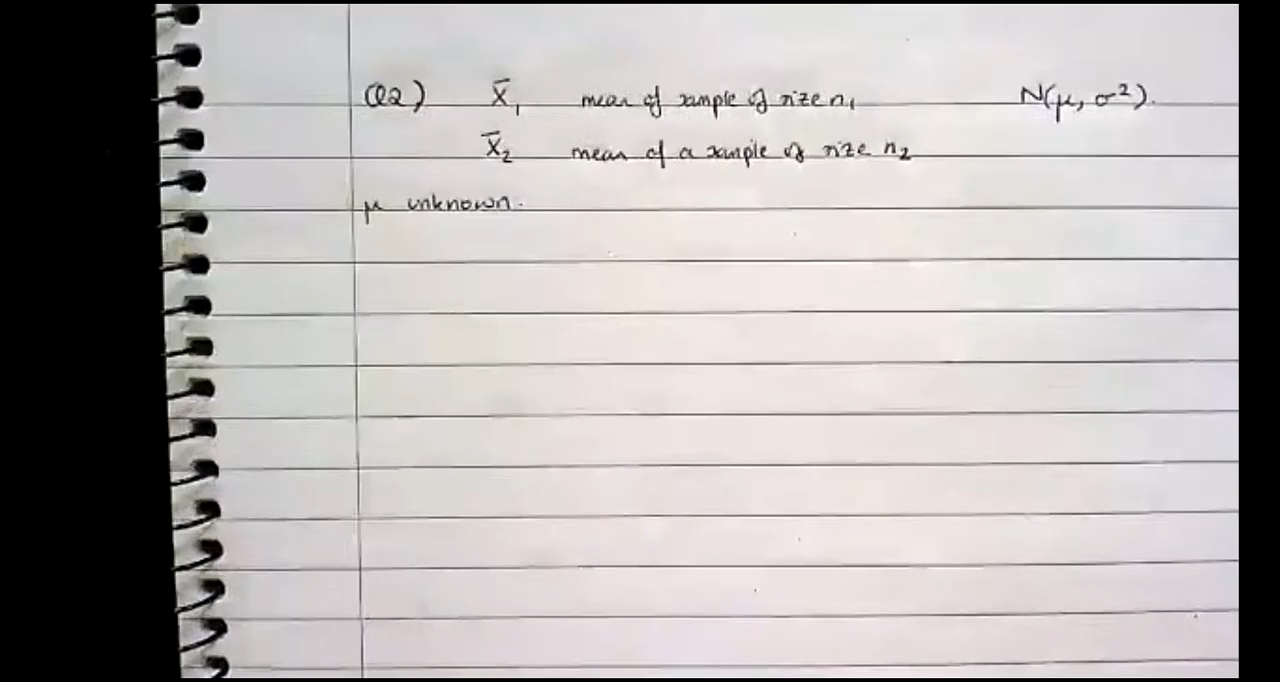 Q2) X̄₁ mean of sample of size n₁ N(μ, σ²).
X̄₂ mean of a sample of size n₂
μ unknown.